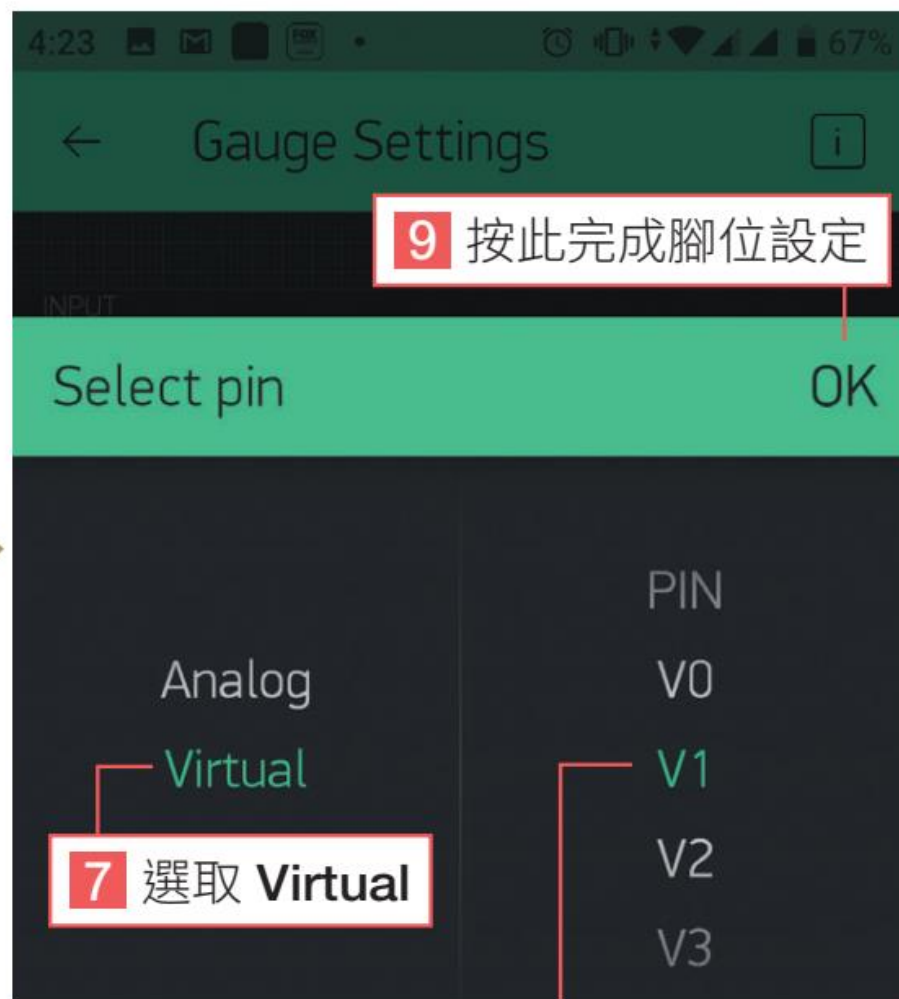 4:23
67%
Gauge Settings
i
9 按此完成腳位設定
INPUT
Select pin
OK
PIN
Analog
V0
Virtual
V1
7 選取 Virtual
V2
V3